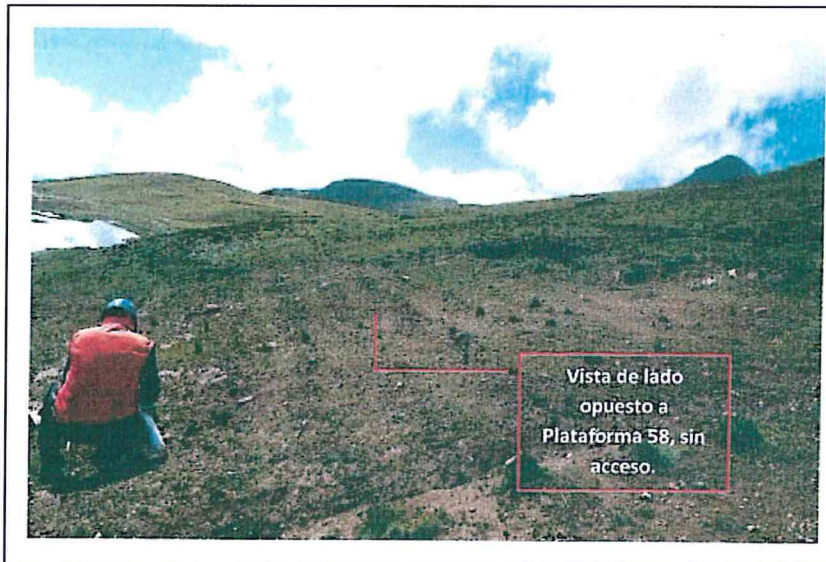 Vista de lado
opuesto a
Plataforma 58, sin
acceso.